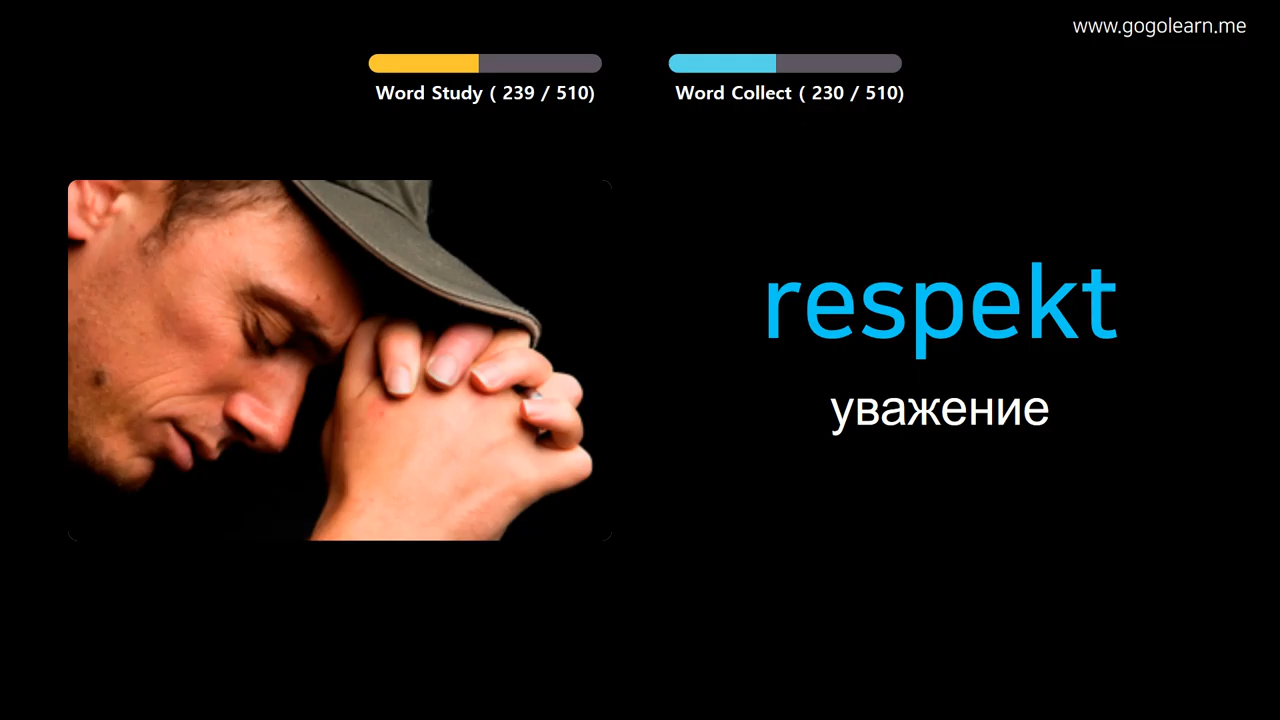 www.gogolearn.me
Word Study ( 239 / 510)
Word Collect ( 230 / 510)
respekt
уважение